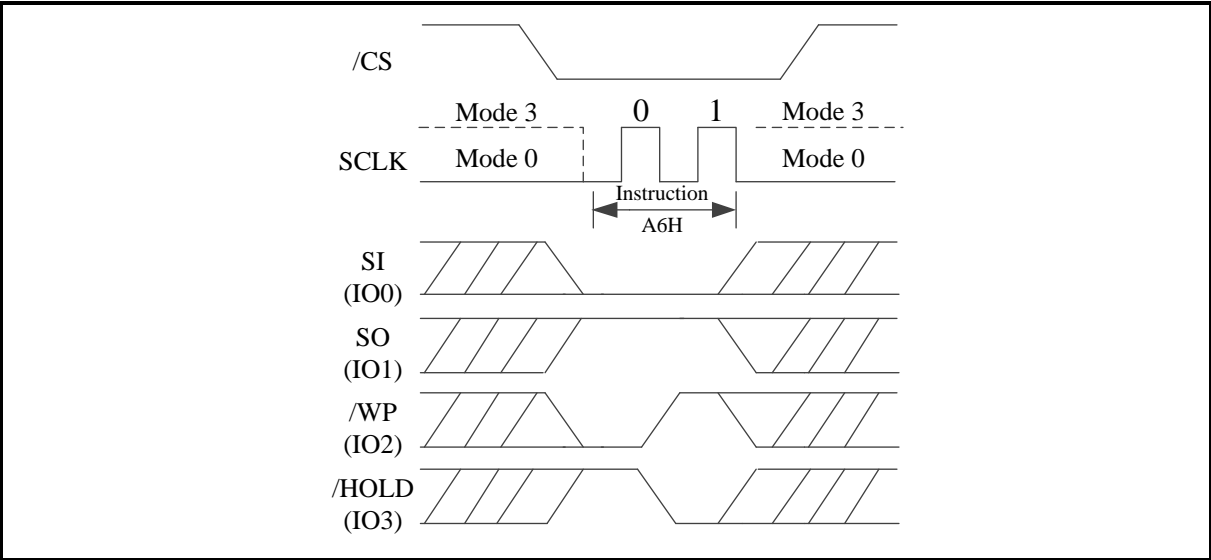 /CS
Mode 3 0 1 Mode 3
SCLK Mode 0 Mode 0
Instruction
A6H
SI
(IO0)
SO
(IO1)
/WP
(IO2)
/HOLD
(IO3)